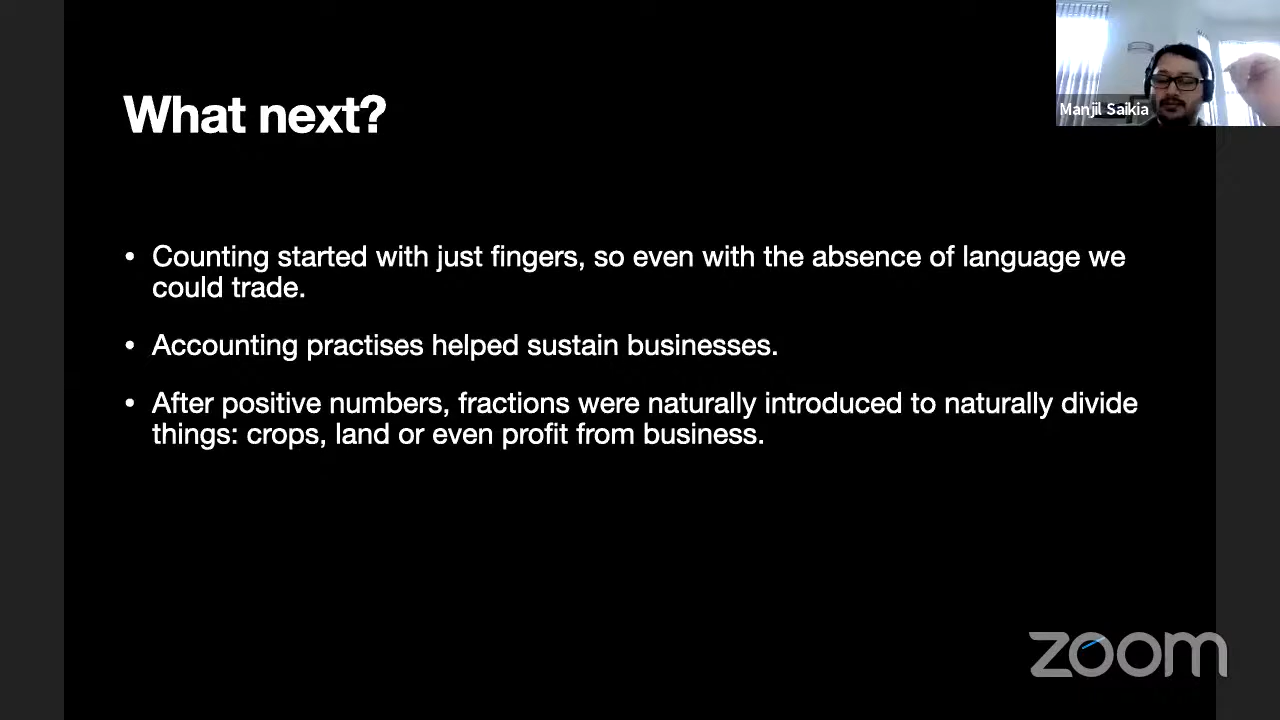 What next?
Manjil Saikia
• Counting started with just fingers, so even with the absence of language we
could trade.
• Accounting practises helped sustain businesses.
• After positive numbers, fractions were naturally introduced to naturally divide
things: crops, land or even profit from business.
zoom